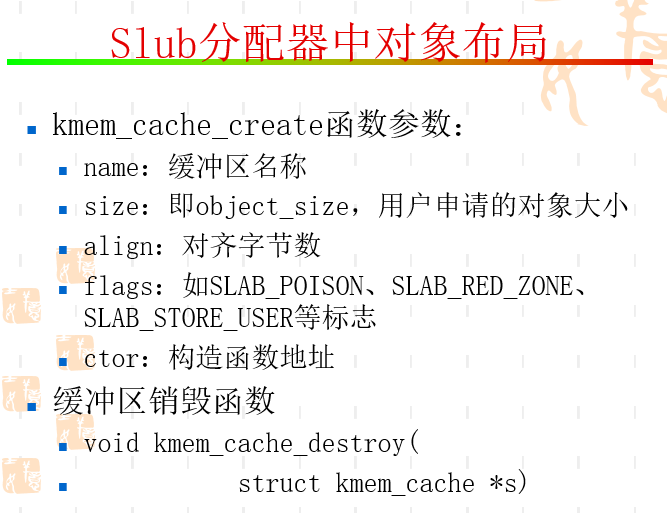 Slub分配器中对象布局
kmem_cache_create函数参数:
name: 缓冲区名称
size: 即object_size, 用户申请的对象大小
align: 对齐字节数
flags: 如SLAB_POISON、SLAB_RED_ZONE、
SLAB_STORE_USER等标志
ctor: 构造函数地址
缓冲区销毁函数
void kmem_cache_destroy(
struct kmem_cache *s)